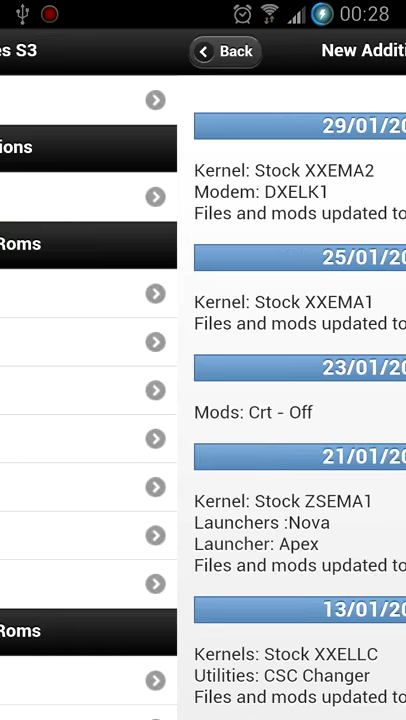 00:28
es S3
Back
New Additi
29/01/20
ions
Kernel: Stock XXEMA2
Modem: DXELK1
Files and mods updated to
Roms
25/01/20
Kernel: Stock XXEMA1
Files and mods updated to
23/01/20
Mods: Crt - Off
21/01/20
Kernel: Stock ZSEMA1
Launchers :Nova
Launcher: Apex
Files and mods updated to
13/01/20
Roms
Kernels: Stock XXELLC
Utilities: CSC Changer
Files and mods updated to